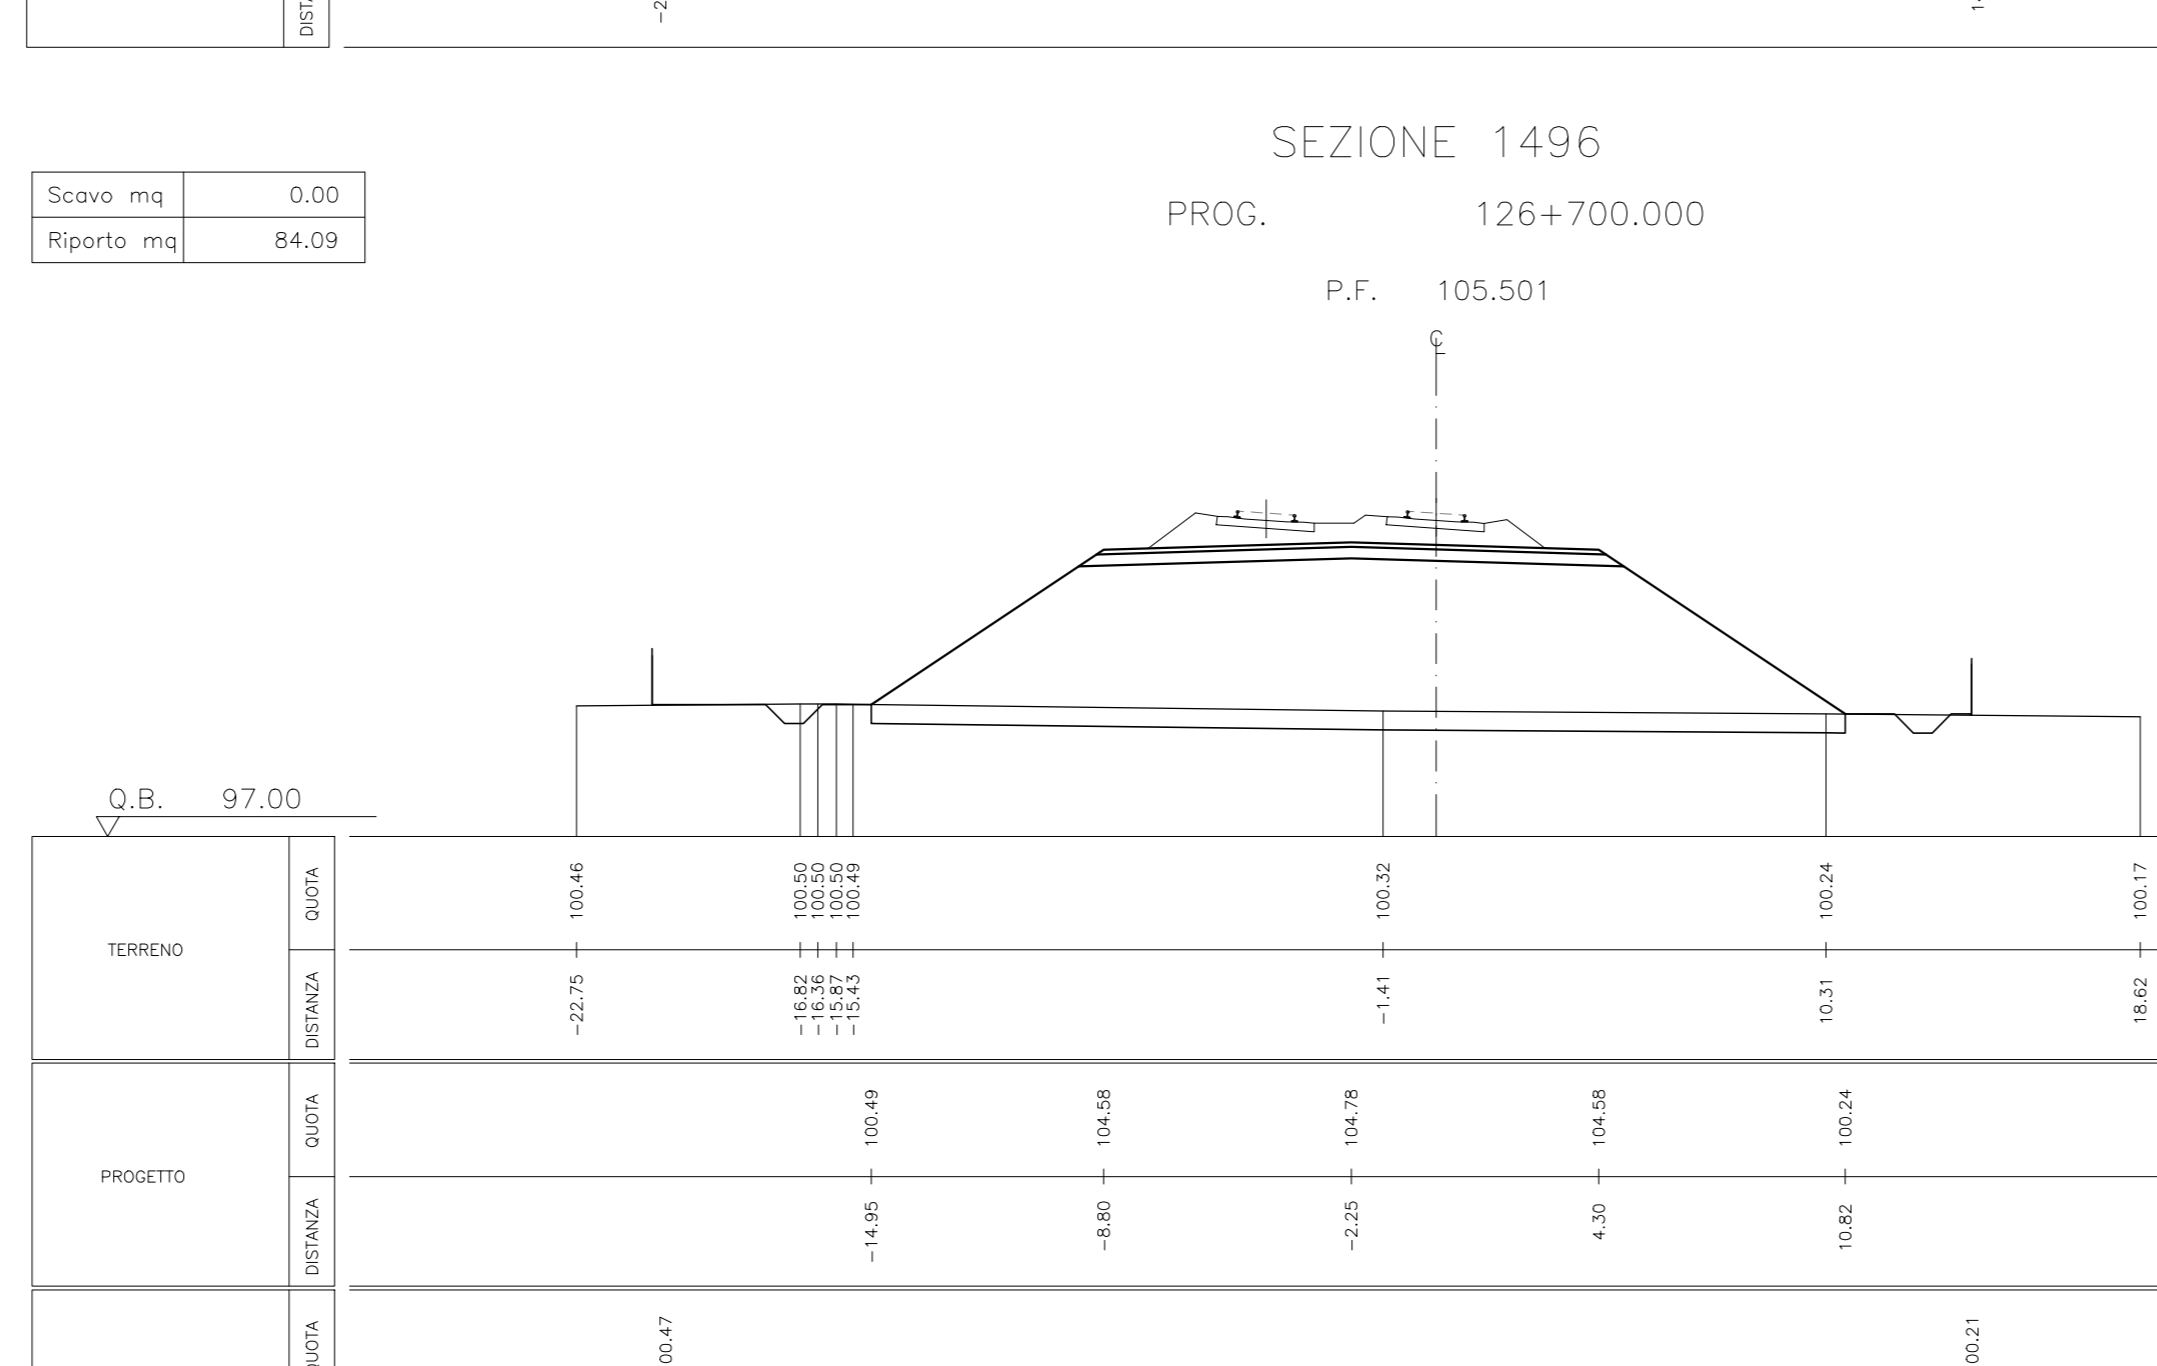 SEZIONE 1496
Scavo mq 0.00
Riporto mq 84.09
PROG. 126+700.000
P.F. 105.501
Q.B. 97.00
TERRENO
QUOTA 100.46 100.50 100.50 100.50 100.49 100.32 100.24 100.17
DISTANZA -22.75 -16.82 -16.36 -15.87 -15.43 -1.41 10.31 18.62
PROGETTO
QUOTA 100.49 104.58 104.78 104.58 100.24
DISTANZA -14.95 -8.80 -2.25 4.30 10.82
00.47 00.21